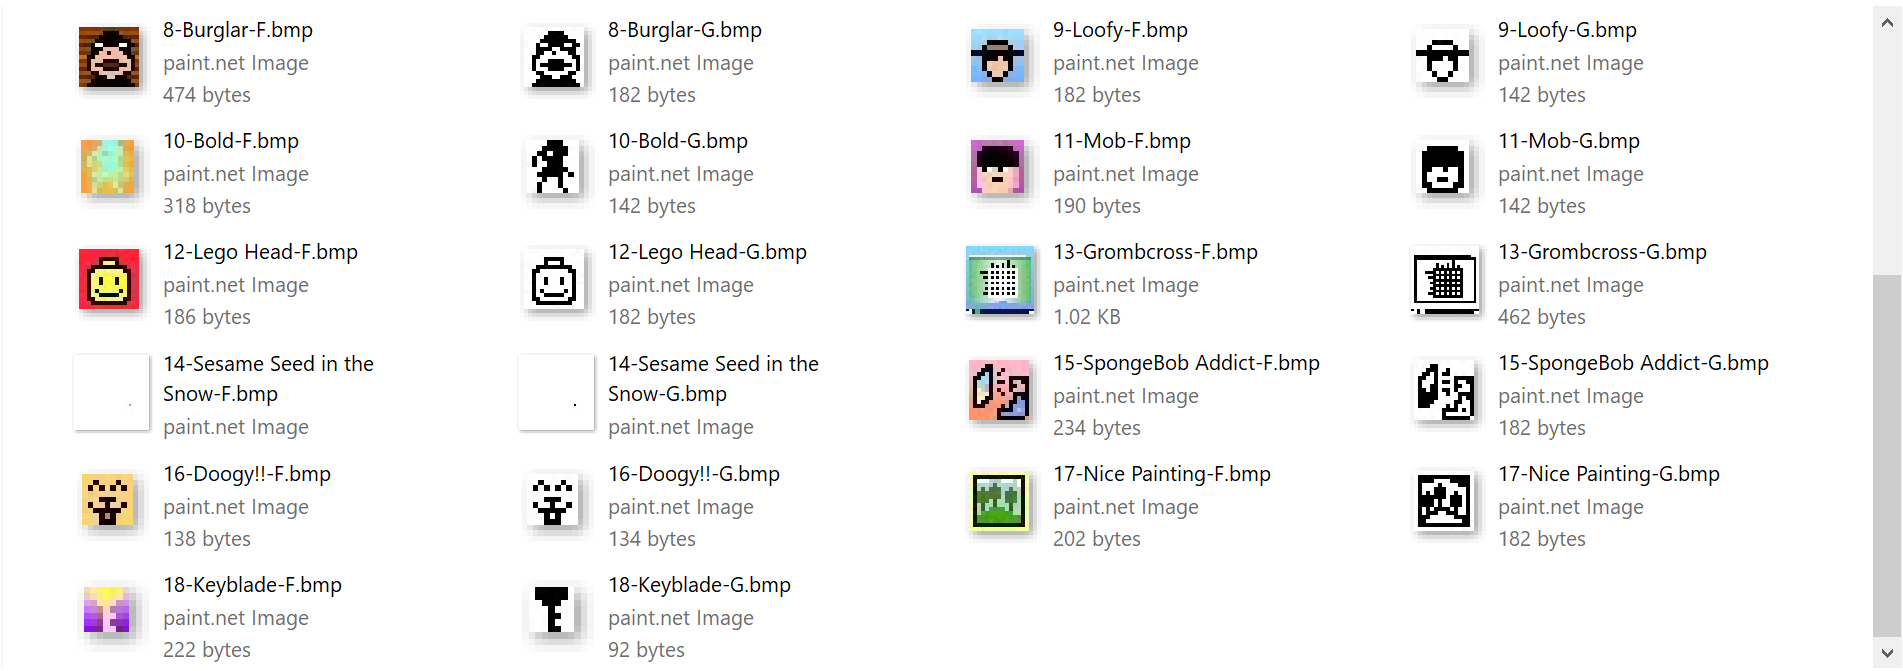 8-Burglar-F.bmp
paint.net Image
474 bytes
8-Burglar-G.bmp
paint.net Image
182 bytes
9-Loofy-F.bmp
paint.net Image
182 bytes
9-Loofy-G.bmp
paint.net Image
142 bytes
10-Bold-F.bmp
paint.net Image
318 bytes
10-Bold-G.bmp
paint.net Image
142 bytes
11-Mob-F.bmp
paint.net Image
190 bytes
11-Mob-G.bmp
paint.net Image
142 bytes
12-Lego Head-F.bmp
paint.net Image
186 bytes
12-Lego Head-G.bmp
paint.net Image
182 bytes
13-Grombcross-F.bmp
paint.net Image
1.02 KB
13-Grombcross-G.bmp
paint.net Image
462 bytes
14-Sesame Seed in the
Snow-F.bmp
paint.net Image
14-Sesame Seed in the
Snow-G.bmp
paint.net Image
15-SpongeBob Addict-F.bmp
paint.net Image
234 bytes
15-SpongeBob Addict-G.bmp
paint.net Image
182 bytes
16-Doogy!!-F.bmp
paint.net Image
138 bytes
16-Doogy!!-G.bmp
paint.net Image
134 bytes
17-Nice Painting-F.bmp
paint.net Image
202 bytes
17-Nice Painting-G.bmp
paint.net Image
182 bytes
18-Keyblade-F.bmp
paint.net Image
222 bytes
18-Keyblade-G.bmp
paint.net Image
92 bytes